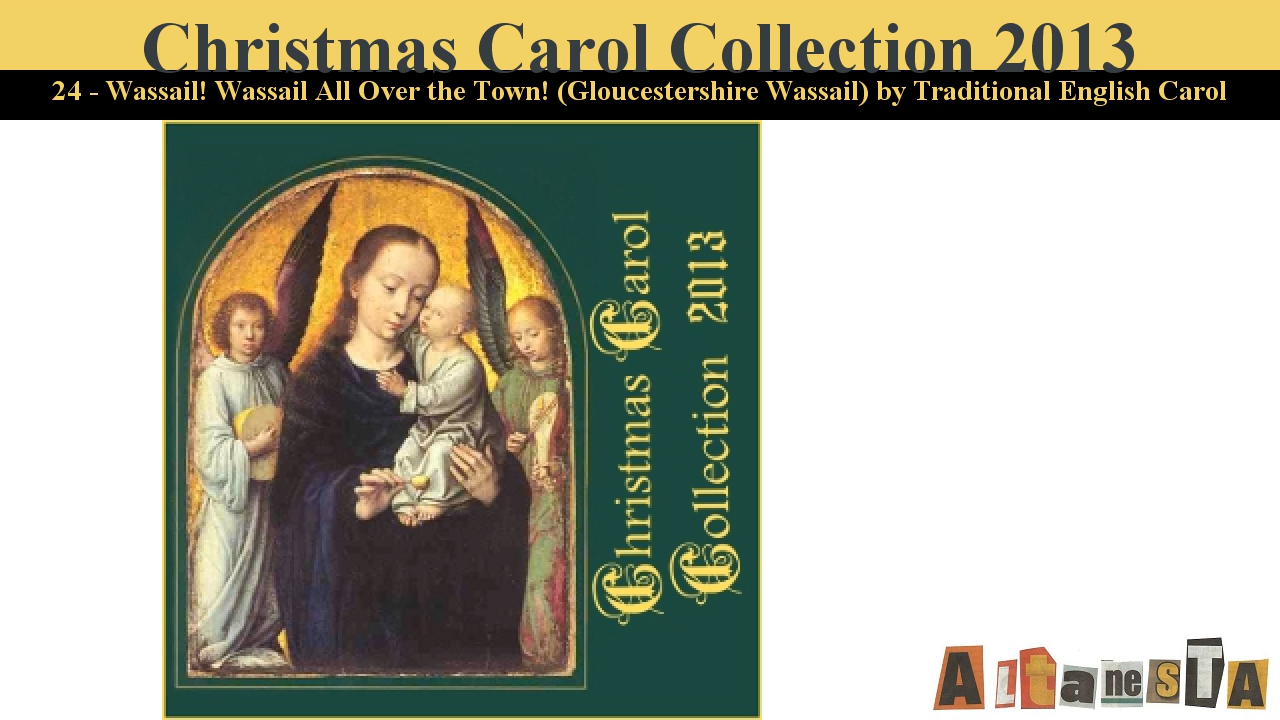 Christmas Carol Collection 2013
24 - Wassail! Wassail All Over the Town! (Gloucestershire Wassail) by Traditional English Carol
Christmas Carol
Collection 2013
AltanesTA